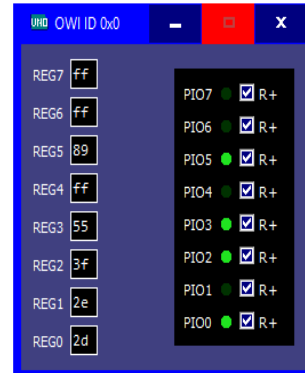 UNO OWI ID 0x0
REG7 ff
REG6 ff
REG5 89
REG4 ff
REG3 55
REG2 3f
REG1 2e
REG0 2d
PIO7 R+
PIO6 R+
PIO5 R+
PIO4 R+
PIO3 R+
PIO2 R+
PIO1 R+
PIO0 R+